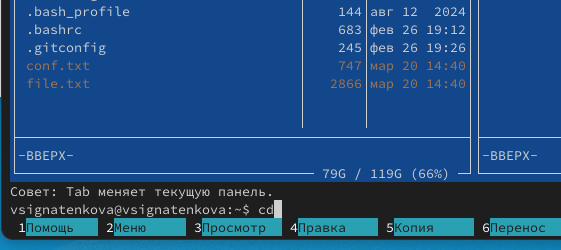 .bash_profile 144 авг 12 2024
.bashrc 683 фев 26 19:12
.gitconfig 245 фев 26 19:26
conf.txt 747 мар 20 14:40
file.txt 2866 мар 20 14:40
-ВВЕРХ- -ВВЕРХ-
79G / 119G (66%)
Совет: Tab меняет текущую панель.
vsignatenkova@vsignatenkova:~$ cd
1Помощь 2Меню 3Просмотр 4Правка 5Копия 6Перенос